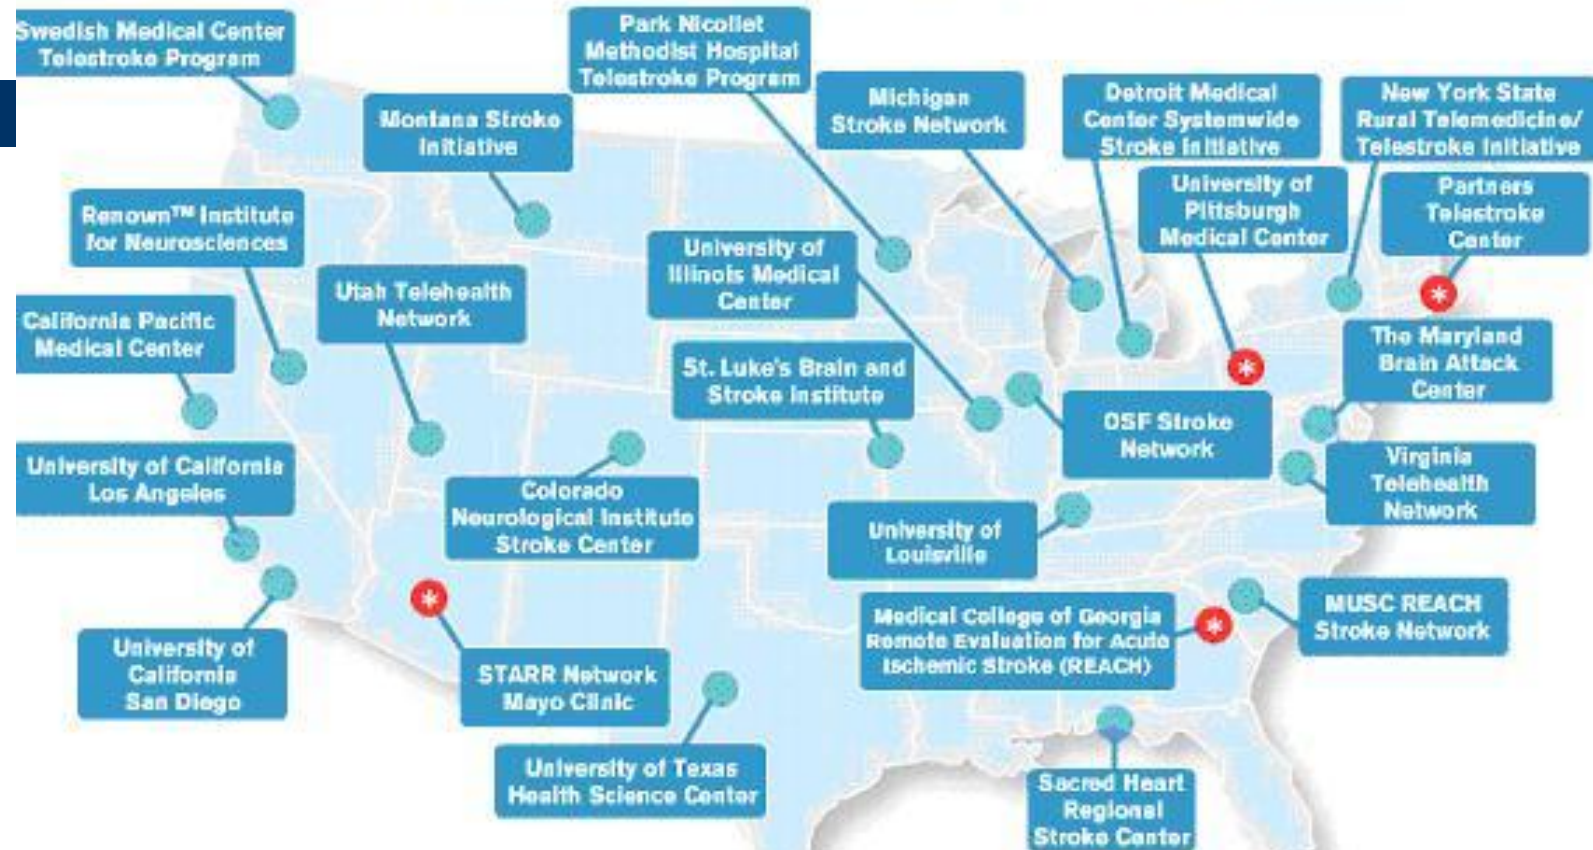 Swedish Medical Center
Telestroke Program
Park Nicollet
Methodist Hospital
Telestroke Program
Montana Stroke
Initiative
Michigan
Stroke Network
Detroit Medical
Center Systemwide
Stroke Initiative
New York State
Rural Telemedicine/
Telestroke Initiative
University of
Pittsburgh
Medical Center
Partners
Telestroke
Center
Renown™ Institute
for Neurosciences
University of
Illinois Medical
Center
Utah Telehealth
Network
California Pacific
Medical Center
St. Luke's Brain and
Stroke Institute
The Maryland
Brain Attack
Center
OSF Stroke
Network
University of California
Los Angeles
Colorado
Neurological Institute
Stroke Center
Virginia
Telehealth
Network
University of
Louisville
Medical College of Georgia
Remote Evaluation for Acute
Ischemic Stroke (REACH)
MUSC REACH
Stroke Network
University of
California
San Diego
STARR Network
Mayo Clinic
University of Texas
Health Science Center
Sacred Heart
Regional
Stroke Center